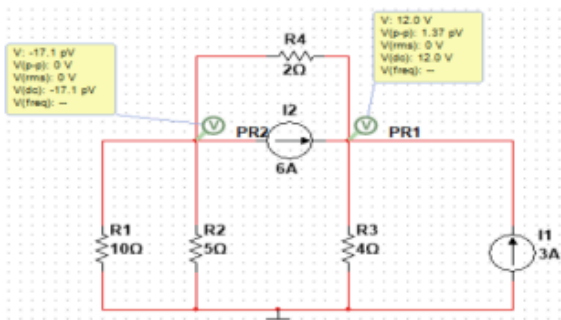 V: 12.0 V
V(p-p): 1.37 pV
V(rms): 0 V
V(dc): 12.0 V
V(freq): --
V: -17.1 pV
V(p-p): 0 V
V(rms): 0 V
V(dc): -17.1 pV
V(freq): --
R4
2Ω
V
V
PR2
I2
PR1
6A
R1
10Ω
R2
5Ω
R3
4Ω
I1
3A